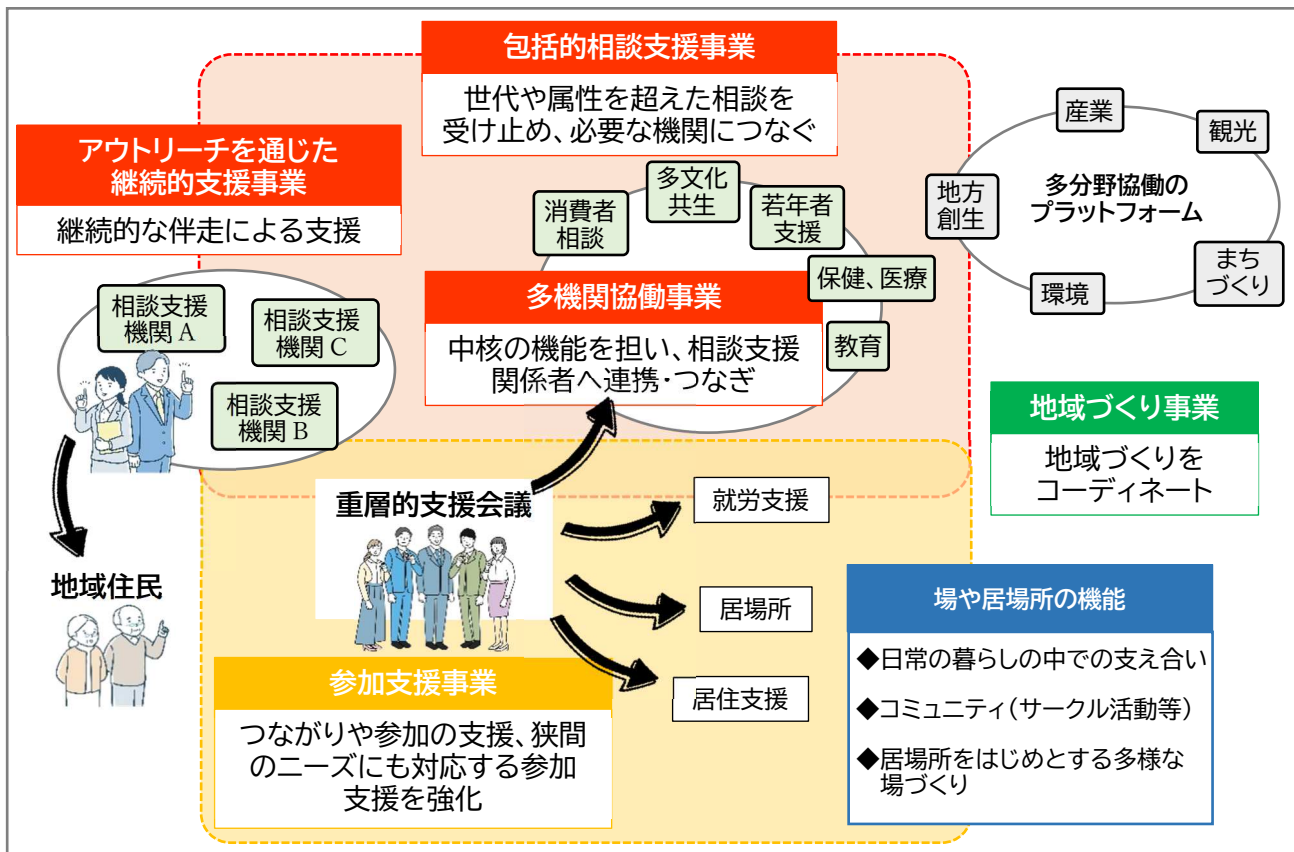 包括的相談支援事業
世代や属性を超えた相談を
受け止め、必要な機関につなぐ
アウトリーチを通じた
継続的支援事業
継続的な伴走による支援
相談支援
機関 A
相談支援
機関 C
相談支援
機関 B
消費者
相談
多文化
共生
若年者
支援
保健、医療
教育
多機関協働事業
中核の機能を担い、相談支援
関係者へ連携・つなぎ
産業
観光
地方
創生
多分野協働の
プラットフォーム
環境
まち
づくり
地域づくり事業
地域づくりを
コーディネート
重層的支援会議
就労支援
居場所
居住支援
地域住民
参加支援事業
つながりや参加の支援、狭間
のニーズにも対応する参加
支援を強化
場や居場所の機能
◆日常の暮らしの中での支え合い
◆コミュニティ（サークル活動等）
◆居場所をはじめとする多様な
場づくり